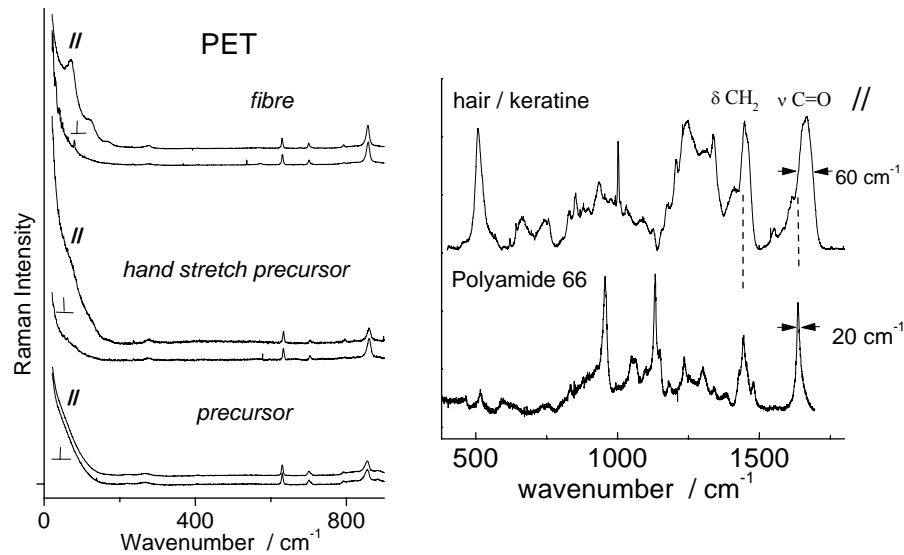 PET
//
fibre
⊥
//
hand stretch precursor
⊥
//
precursor
⊥
Raman Intensity
0
400
800
Wavenumber / cm-1
hair / keratine
δ CH2
ν C=O
//
60 cm-1
Polyamide 66
20 cm-1
500
1000
1500
wavenumber / cm-1